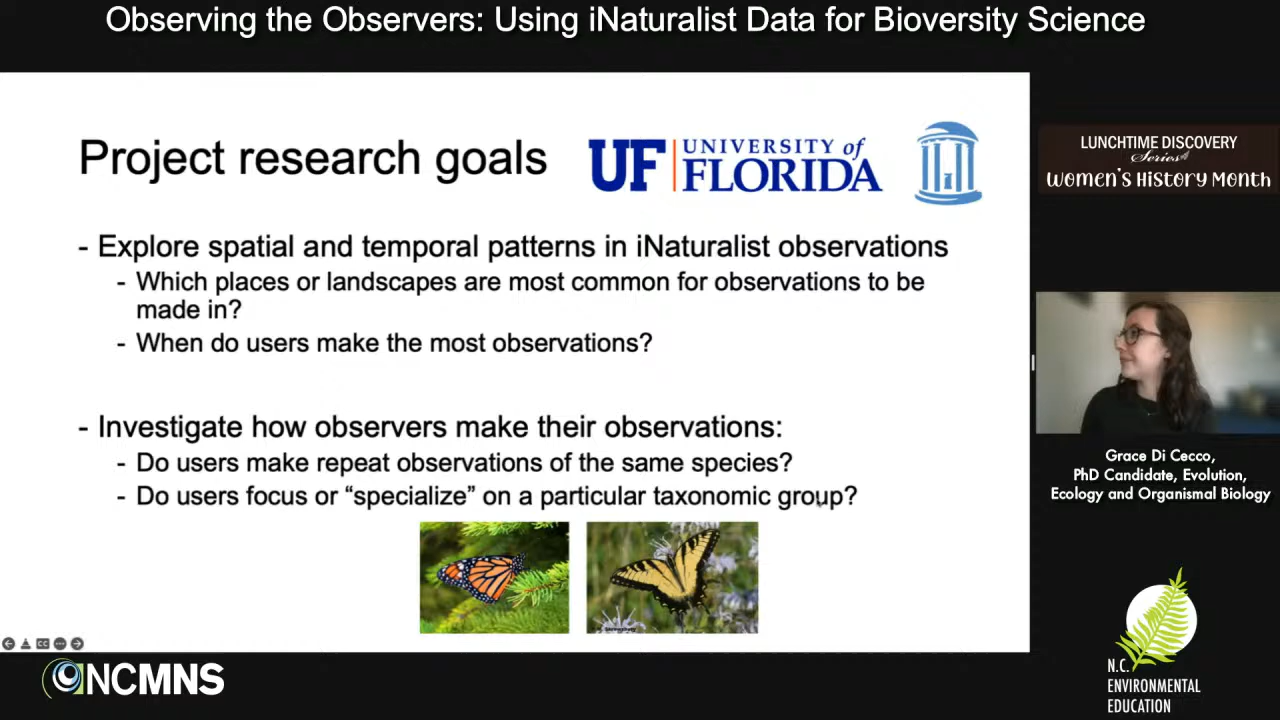 Observing the Observers: Using iNaturalist Data for Bioversity Science
Project research goals
UF UNIVERSITY of
FLORIDA
- Explore spatial and temporal patterns in iNaturalist observations
- Which places or landscapes are most common for observations to be
made in?
- When do users make the most observations?
- Investigate how observers make their observations:
- Do users make repeat observations of the same species?
- Do users focus or “specialize” on a particular taxonomic group?
LUNCHTIME DISCOVERY
Series
WOMEN'S HISTORY MONTH
Grace Di Cecco,
PhD Candidate, Evolution,
Ecology and Organismal Biology
CC
NCMNS
N.C.
ENVIRONMENTAL
EDUCATION